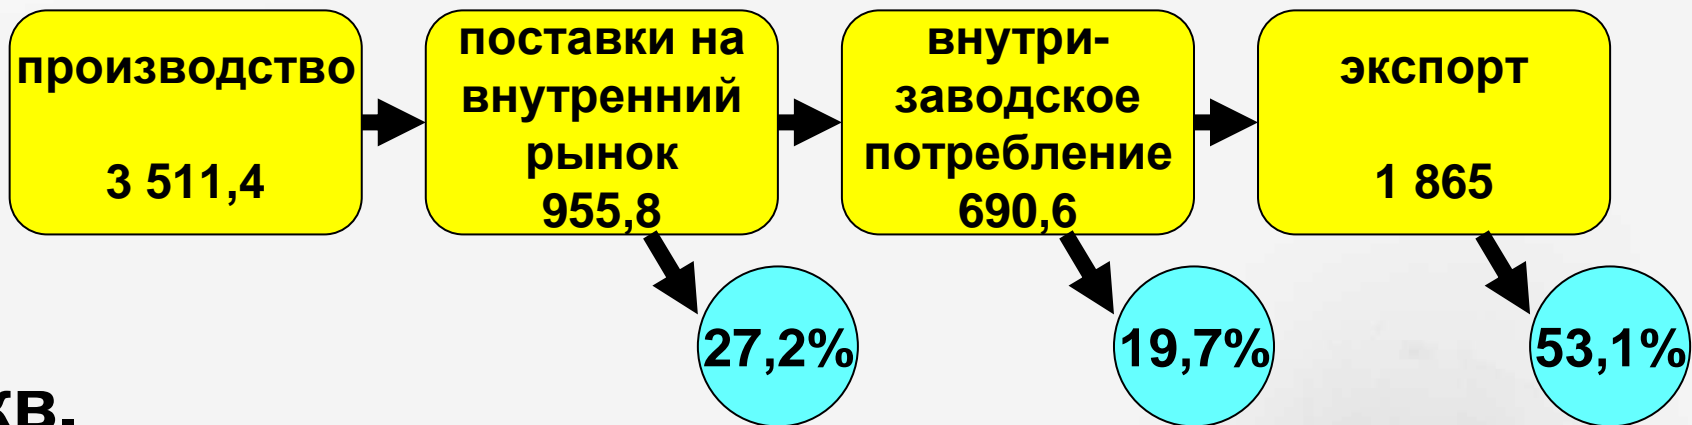 производство
3 511,4
поставки на
внутренний
рынок
955,8
внутри-
заводское
потребление
690,6
экспорт
1 865
27,2%
19,7%
53,1%
кв.